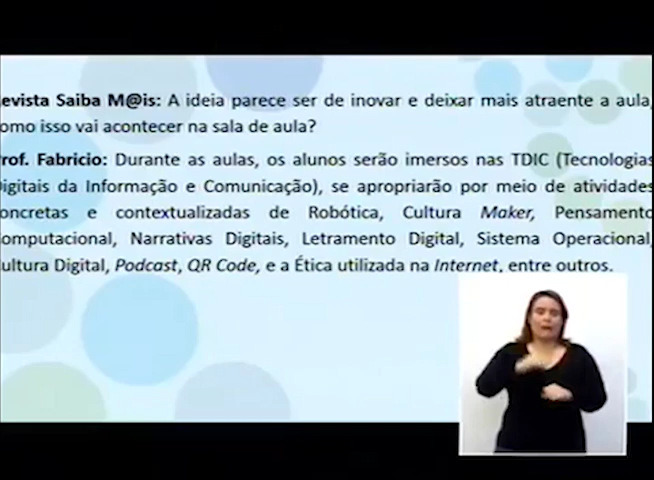 evista Saiba M@is: A ideia parece ser de inovar e deixar mais atraente a aula,
omo isso vai acontecer na sala de aula?
rof. Fabricio: Durante as aulas, os alunos serão imersos nas TDIC (Tecnologias
igitais da Informação e Comunicação), se apropriarão por meio de atividades
oncretas e contextualizadas de Robótica, Cultura Maker, Pensamento
omputacional, Narrativas Digitais, Letramento Digital, Sistema Operacional,
ultura Digital, Podcast, QR Code, e a Ética utilizada na Internet, entre outros.